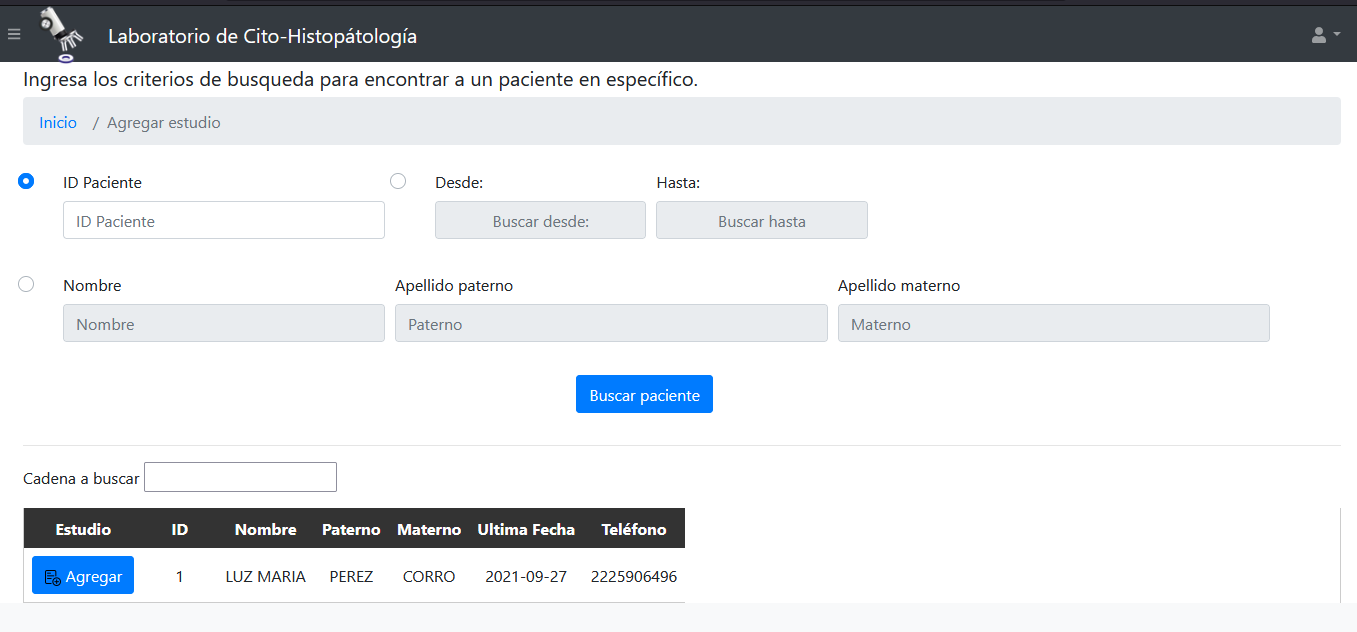 Laboratorio de Cito-Histopátología
Ingresa los criterios de busqueda para encontrar a un paciente en específico.
Inicio / Agregar estudio
ID Paciente Desde: Hasta:
ID Paciente Buscar desde: Buscar hasta
Nombre Apellido paterno Apellido materno
Nombre Paterno Materno
Buscar paciente
Cadena a buscar
Estudio ID Nombre Paterno Materno Ultima Fecha Teléfono
Agregar 1 LUZ MARIA PEREZ CORRO 2021-09-27 2225906496